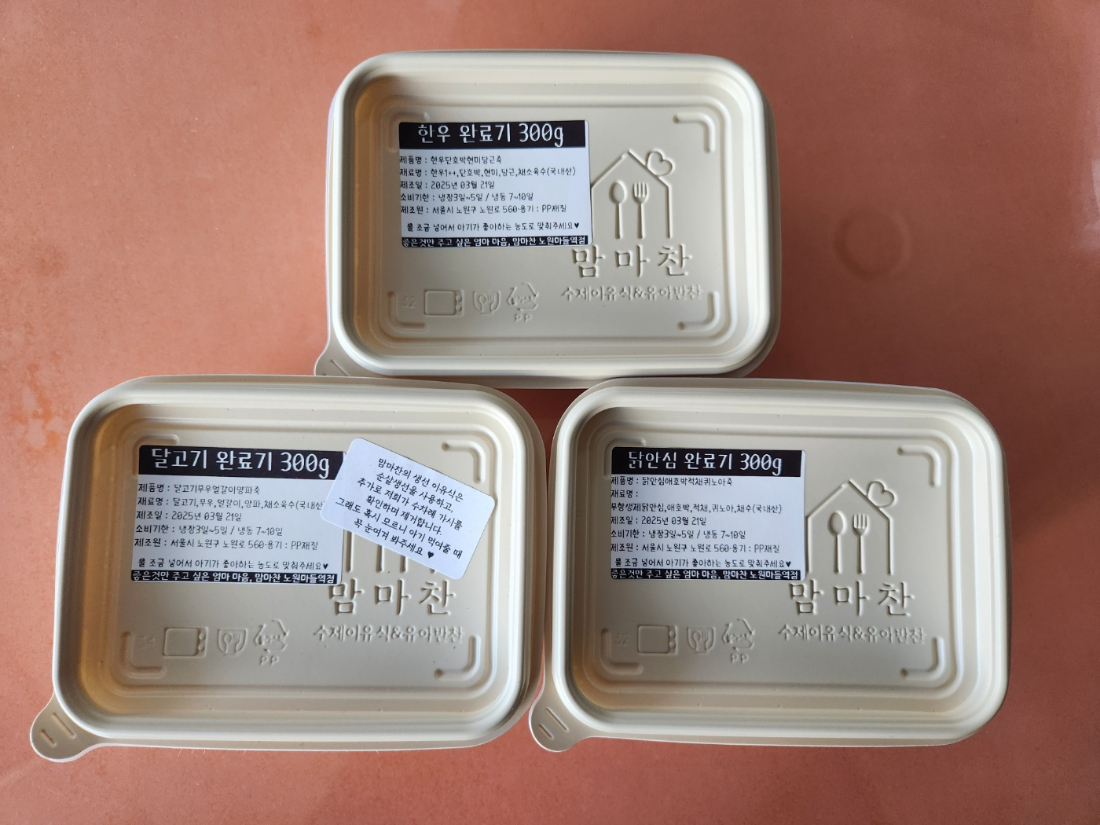 한우 완료기 300g
제품명 : 한우단호박현미당근죽
재료명 : 한우1++,단호박,현미,당근,채소육수(국내산)
제조일 : 2025년 03월 21일
소비기한 : 냉장3일~5일 / 냉동 7~10일
제조원 : 서울시 노원구 노원로 560·용기 : PP재질
물 조금 넣어서 아기가 좋아하는 농도로 맞춰주세요♥
좋은것만 주고 싶은 엄마 마음, 맘마찬 노원마들역점
맘마찬
수제이유식&유아반찬
PP
달고기 완료기 300g
제품명 : 달고기무우얼갈이양파죽
재료명 : 달고기,무우,얼갈이,양파,채소육수(국내산)
제조일 : 2025년 03월 21일
소비기한 : 냉장3일~5일 / 냉동 7~10일
제조원 : 서울시 노원구 노원로 560·용기 : PP재질
물 조금 넣어서 아기가 좋아하는 농도로 맞춰주세요♥
좋은것만 주고 싶은 엄마 마음, 맘마찬 노원마들역점
맘마찬의 생선 이유식은
순살생선을 사용하고,
추가로 저희가 수차례 가시를
확인하며 제거합니다.
그래도 혹시 모르니 아기 먹여줄 때
꼭 눈여겨 봐주세요 ♥
맘마찬
수제이유식&유아반찬
PP
닭안심 완료기 300g
제품명 : 닭안심애호박적채퀴노아죽
재료명 :
무항생제닭안심,애호박,적채,퀴노아,채수(국내산)
제조일 : 2025년 03월 21일
소비기한 : 냉장3일~5일 / 냉동 7~10일
제조원 : 서울시 노원구 노원로 560·용기 : PP재질
물 조금 넣어서 아기가 좋아하는 농도로 맞춰주세요♥
좋은것만 주고 싶은 엄마 마음, 맘마찬 노원마들역점
맘마찬
수제이유식&유아반찬
PP